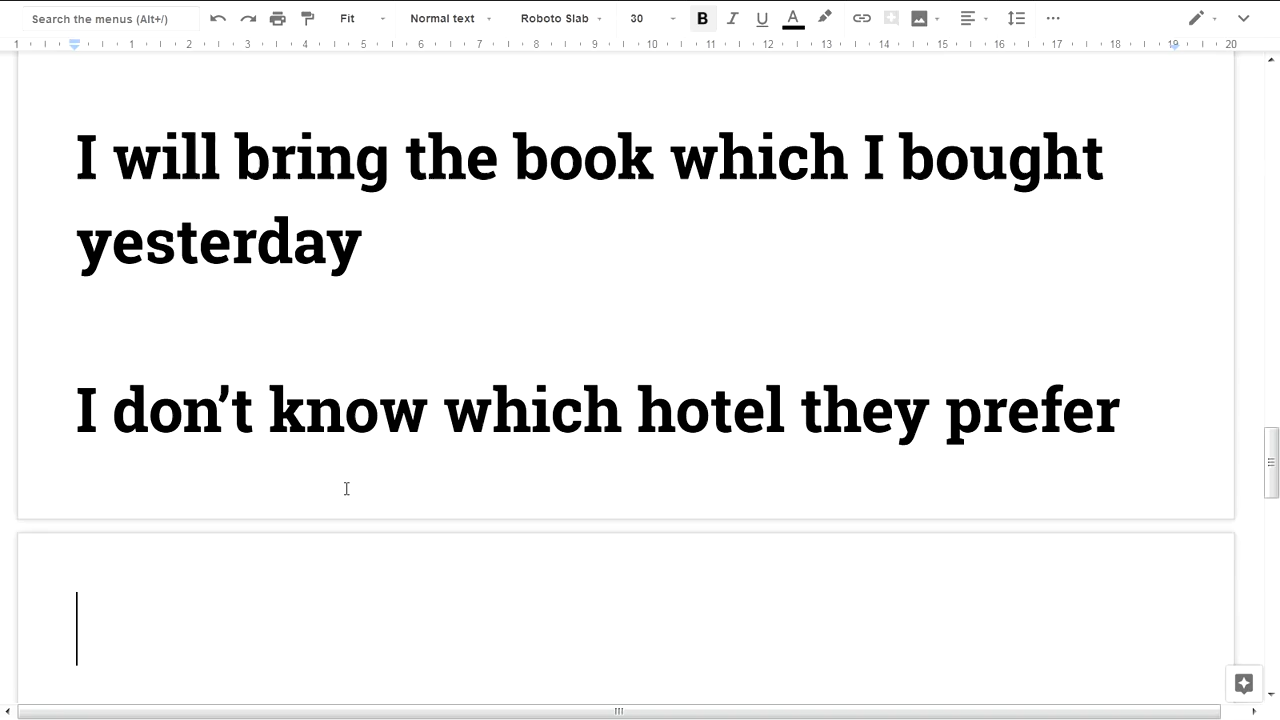 Search the menus (Alt+/) Fit Normal text Roboto Slab 30 B I U A
1 1 2 3 4 5 6 7 8 9 10 11 12 13 14 15 16 17 18 19 20
I will bring the book which I bought
yesterday
I don’t know which hotel they prefer